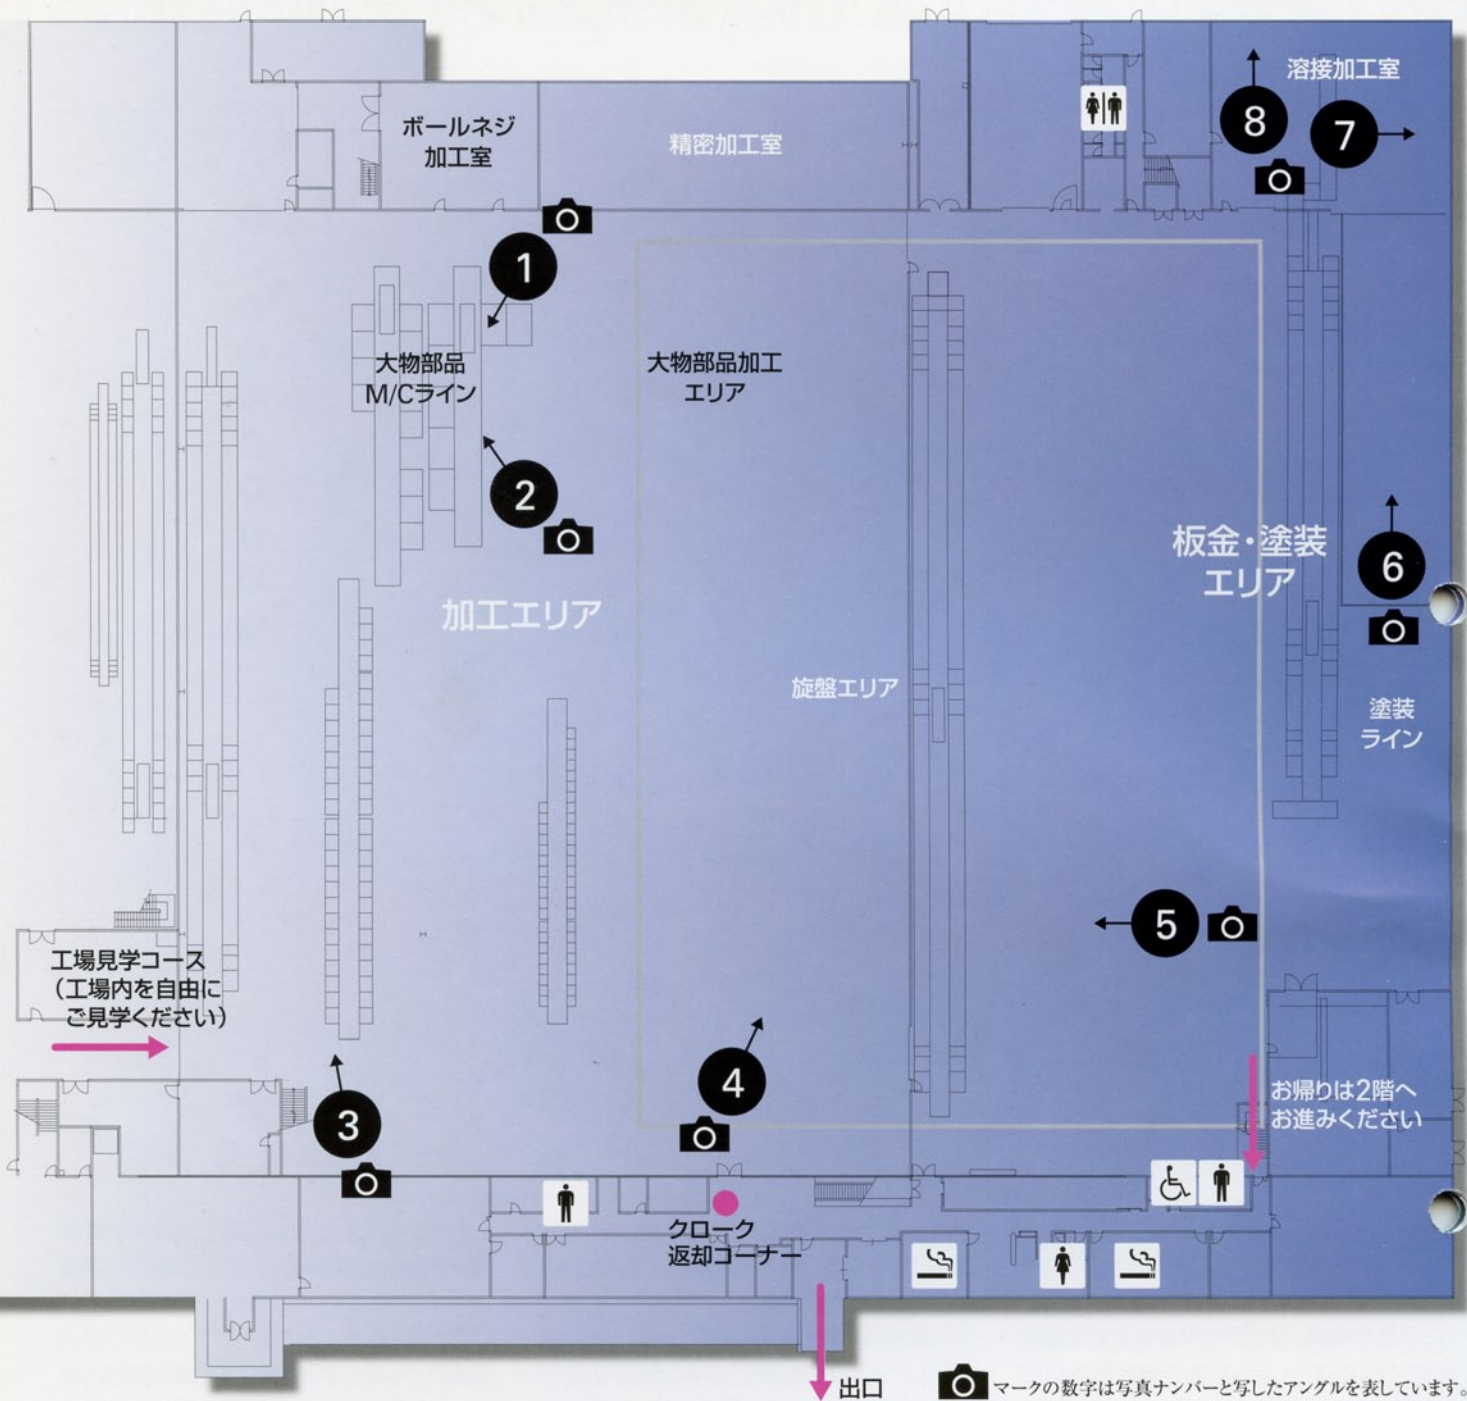 溶接加工室
8
7
ボールネジ
加工室
精密加工室
1
大物部品
M/Cライン
大物部品加工
エリア
2
板金・塗装
エリア
6
加工エリア
旋盤エリア
塗装
ライン
5
工場見学コース
(工場内を自由に
ご見学ください)
4
3
お帰りは2階へ
お進みください
クローク
返却コーナー
出口
マークの数字は写真ナンバーと写したアングルを表しています。